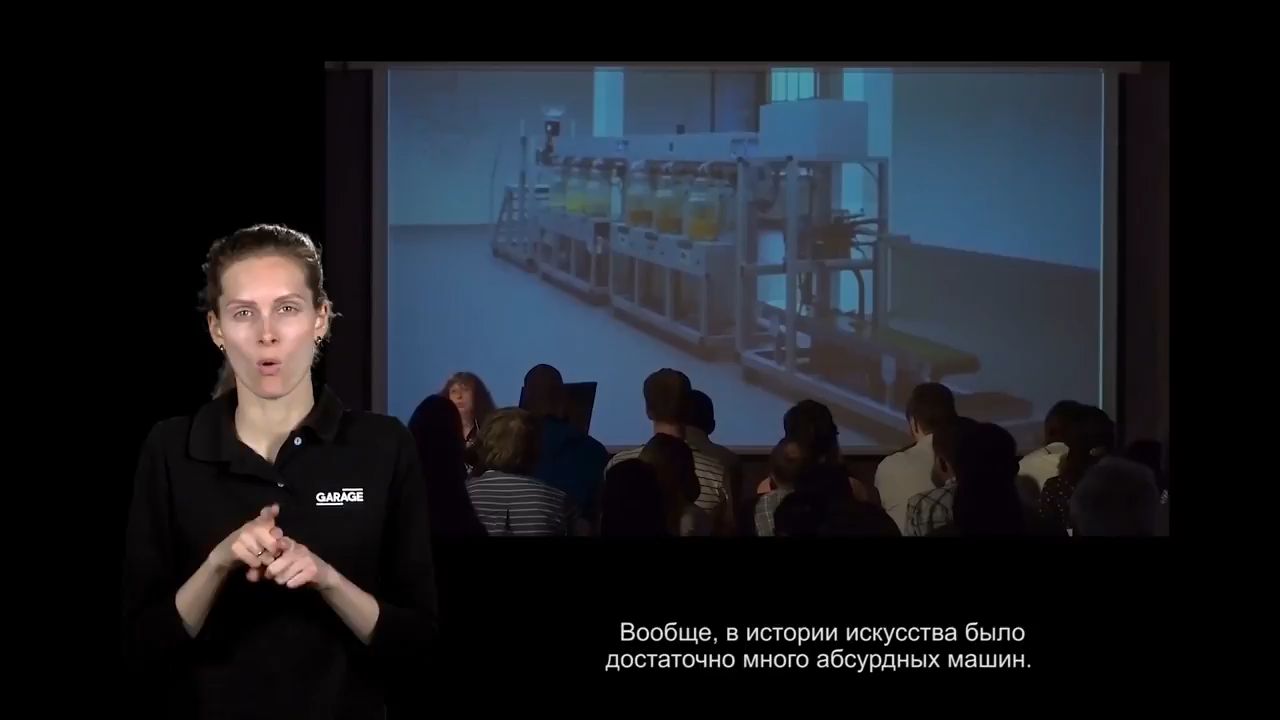 GARAGE
Вообще, в истории искусства было
достаточно много абсурдных машин.